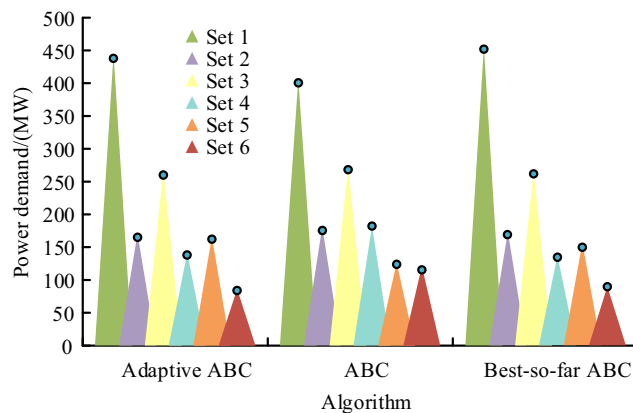 500
450
400
350
300
250
200
150
100
50
0
Power demand/(MW)
Set 1
Set 2
Set 3
Set 4
Set 5
Set 6
Adaptive ABC
ABC
Best-so-far ABC
Algorithm